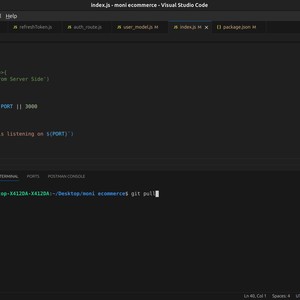 index.js - moni ecommerce - Visual Studio Code
Help
refreshToken.js auth_route.js user_model.js M index.js M package.json M
=>{
from Server Side')
PORT || 3000
is listening on ${PORT}`)
TERMINAL PORTS POSTMAN CONSOLE
top-X412DA-X412DA:~/Desktop/moni ecommerce$ git pull
Ln 40, Col 1 Spaces: 4